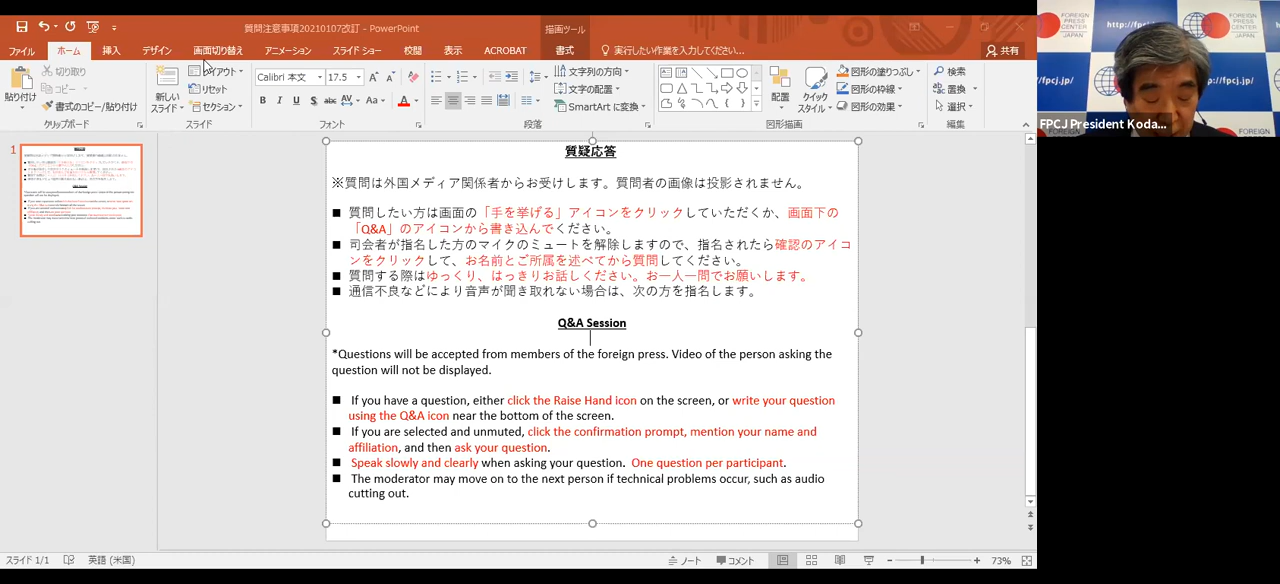 質問注意事項20210107改訂 - PowerPoint
描画ツール
ファイル
ホーム
挿入
デザイン
画面切り替え
アニメーション
スライド ショー
校閲
表示
ACROBAT
書式
実行したい作業を入力してください...
共有
貼り付け
切り取り
コピー
書式のコピー/貼り付け
クリップボード
新しい
スライド
レイアウト
リセット
セクション
スライド
Calibri 本文
17.5
B I U S abc AV Aa A
フォント
文字列の方向
文字の配置
SmartArt に変換
段落
配置
クイック
スタイル
図形の塗りつぶし
図形の枠線
図形の効果
図形描画
検索
置換
選択
編集
1
質疑応答
※質問は外国メディア関係者からお受けします。質問者の画像は投影されません。
■ 質問したい方は画面の「手を挙げる」アイコンをクリックしていただくか、画面下の
「Q&A」のアイコンから書き込んでください。
■ 司会者が指名した方のマイクのミュートを解除しますので、指名されたら確認のアイコ
ンをクリックして、お名前とご所属を述べてから質問してください。
■ 質問する際はゆっくり、はっきりお話しください。お一人一問でお願いします。
■ 通信不良などにより音声が聞き取れない場合は、次の方を指名します。
Q&A Session
*Questions will be accepted from members of the foreign press. Video of the person asking the
question will not be displayed.
■ If you have a question, either click the Raise Hand icon on the screen, or write your question
using the Q&A icon near the bottom of the screen.
■ If you are selected and unmuted, click the confirmation prompt, mention your name and
affiliation, and then ask your question.
■ Speak slowly and clearly when asking your question. One question per participant.
■ The moderator may move on to the next person if technical problems occur, such as audio
cutting out.
スライド 1/1
英語 (米国)
ノート
コメント
73%
FOREIGN
PRESS
CENTER
JAPAN
http://fpcj.jp/
FPCJ President Koda...